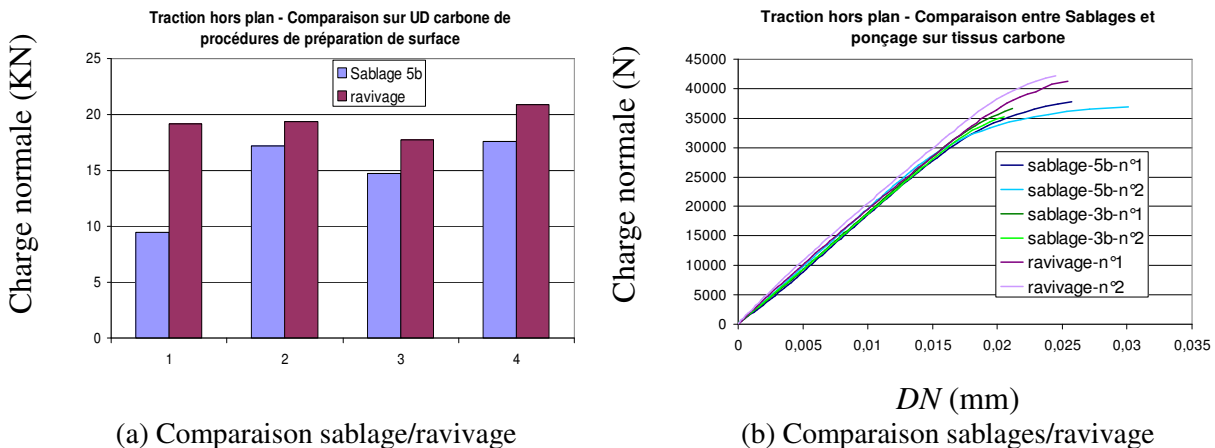 Traction hors plan - Comparaison sur UD carbone de
procédures de préparation de surface
Charge normale (KN)
25
20
15
10
5
0
Sablage 5b
ravivage
1
2
3
4
(a) Comparaison sablage/ravivage
Traction hors plan - Comparaison entre Sablages et
ponçage sur tissus carbone
Charge normale (N)
45000
40000
35000
30000
25000
20000
15000
10000
5000
0
sablage-5b-n°1
sablage-5b-n°2
sablage-3b-n°1
sablage-3b-n°2
ravivage-n°1
ravivage-n°2
0
0,005
0,01
0,015
0,02
0,025
0,03
0,035
DN (mm)
(b) Comparaison sablages/ravivage